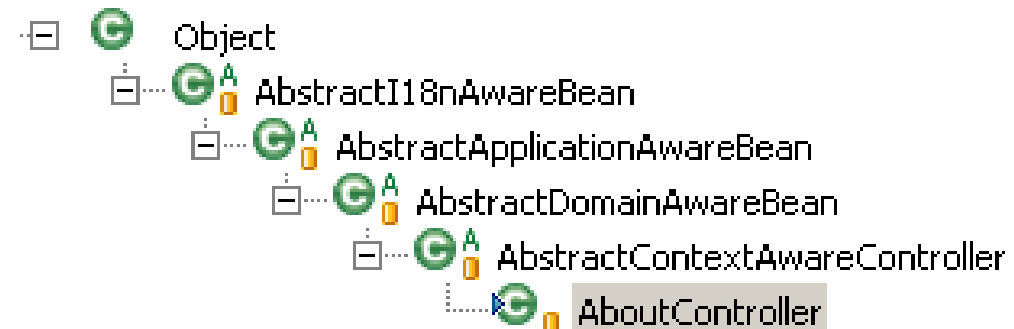 Object
AbstractI18nAwareBean
AbstractApplicationAwareBean
AbstractDomainAwareBean
AbstractContextAwareController
AboutController